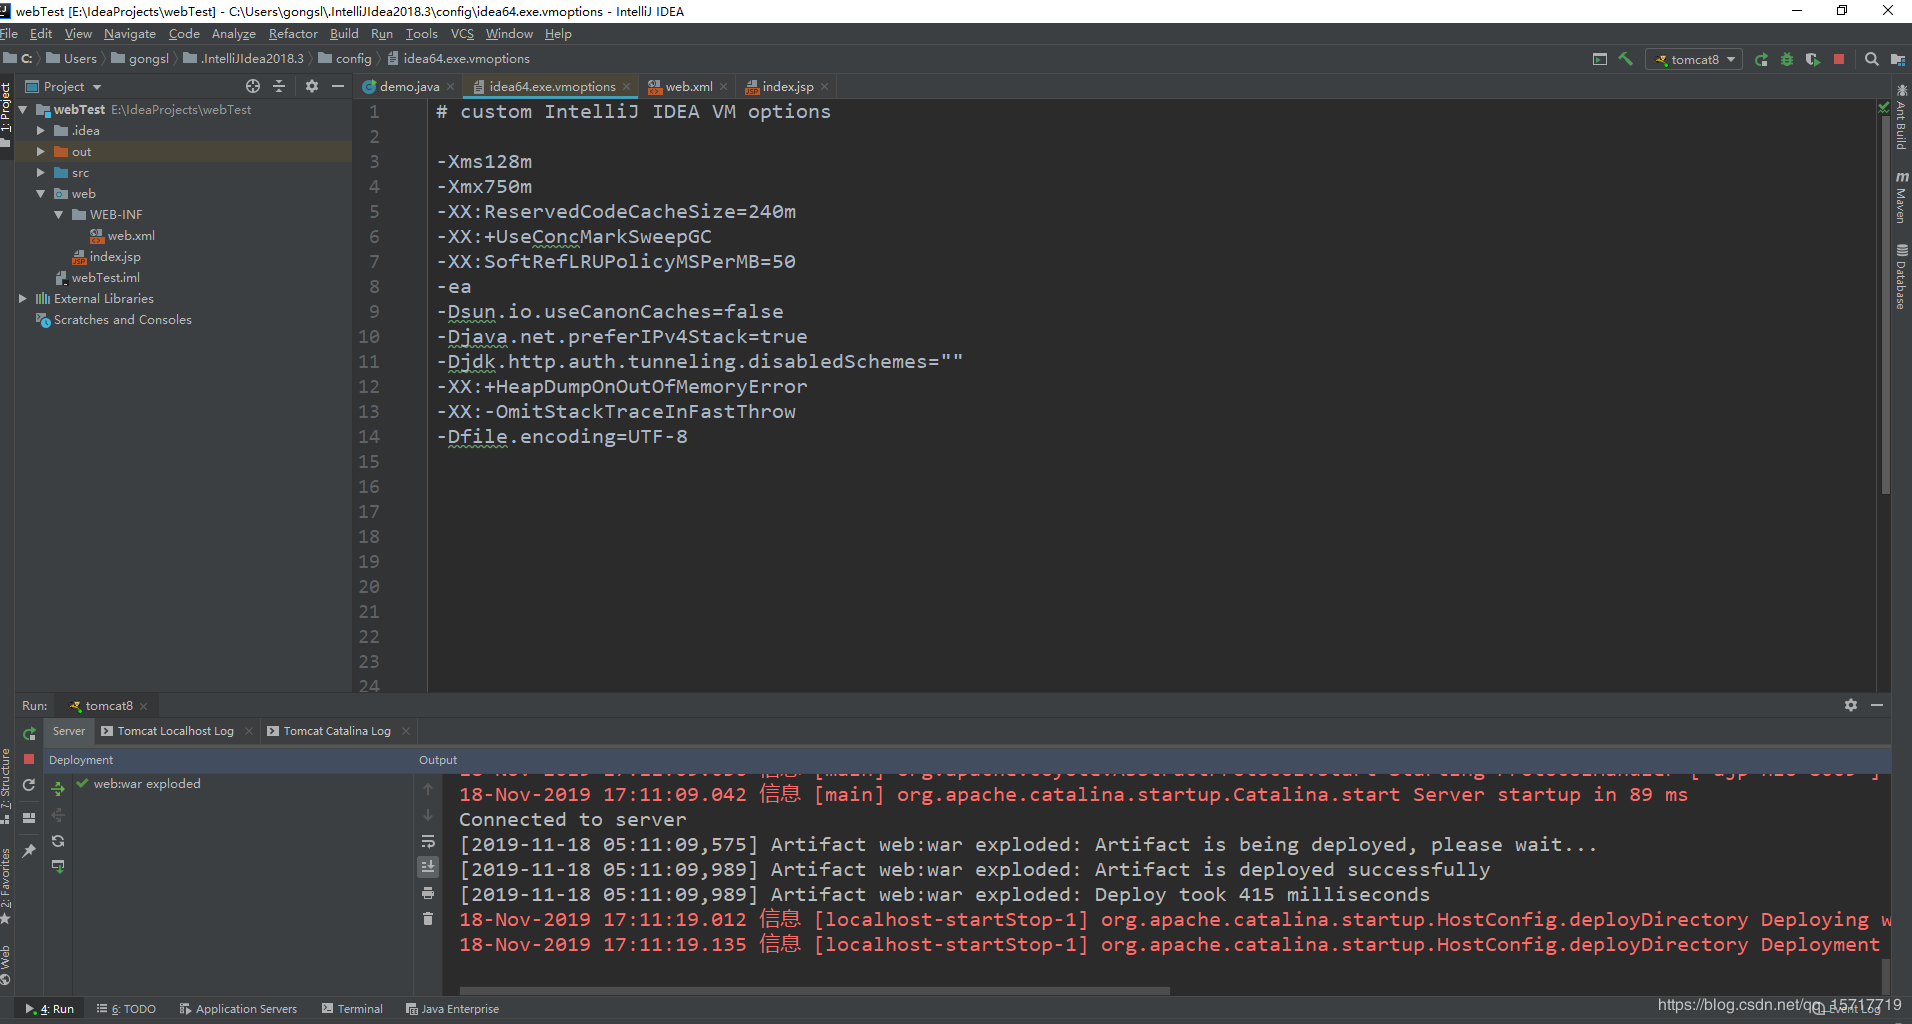 webTest [E:\IdeaProjects\webTest] - C:\Users\gongsl\.IntelliJIdea2018.3\config\idea64.exe.vmoptions - IntelliJ IDEA
File Edit View Navigate Code Analyze Refactor Build Run Tools VCS Window Help
C: Users gongsl .IntelliJIdea2018.3 config idea64.exe.vmoptions
tomcat8
1: Project
Project
demo.java
idea64.exe.vmoptions
web.xml
index.jsp
webTest E:\IdeaProjects\webTest
.idea
out
src
web
WEB-INF
web.xml
index.jsp
webTest.iml
External Libraries
Scratches and Consoles
1 # custom IntelliJ IDEA VM options
2
3 -Xms128m
4 -Xmx750m
5 -XX:ReservedCodeCacheSize=240m
6 -XX:+UseConcMarkSweepGC
7 -XX:SoftRefLRUPolicyMSPerMB=50
8 -ea
9 -Dsun.io.useCanonCaches=false
10 -Djava.net.preferIPv4Stack=true
11 -Djdk.http.auth.tunneling.disabledSchemes=""
12 -XX:+HeapDumpOnOutOfMemoryError
13 -XX:-OmitStackTraceInFastThrow
14 -Dfile.encoding=UTF-8
15
16
17
18
19
20
21
22
23
24
Ant Build
Maven
Database
Run: tomcat8
Server Tomcat Localhost Log Tomcat Catalina Log
Deployment
Output
web:war exploded
18-Nov-2019 17:11:09.042 信息 [main] org.apache.catalina.startup.Catalina.start Server startup in 89 ms
Connected to server
[2019-11-18 05:11:09,575] Artifact web:war exploded: Artifact is being deployed, please wait...
[2019-11-18 05:11:09,989] Artifact web:war exploded: Artifact is deployed successfully
[2019-11-18 05:11:09,989] Artifact web:war exploded: Deploy took 415 milliseconds
18-Nov-2019 17:11:19.012 信息 [localhost-startStop-1] org.apache.catalina.startup.HostConfig.deployDirectory Deploying w
18-Nov-2019 17:11:19.135 信息 [localhost-startStop-1] org.apache.catalina.startup.HostConfig.deployDirectory Deployment
7: Structure
2: Favorites
Web
4: Run 6: TODO Application Servers Terminal Java Enterprise
Event Log
https://blog.csdn.net/qq_15717719